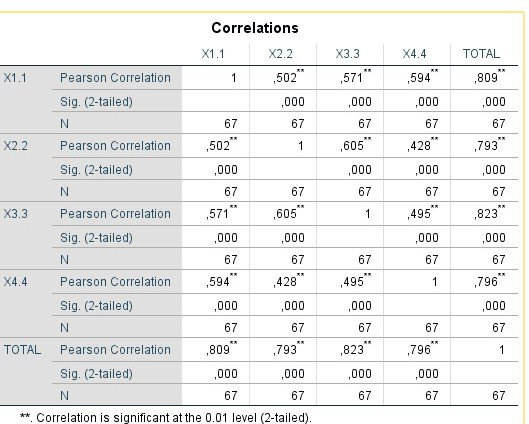 Correlations
X1.1 X2.2 X3.3 X4.4 TOTAL
X1.1 Pearson Correlation 1 ,502** ,571** ,594** ,809**
Sig. (2-tailed) ,000 ,000 ,000 ,000
N 67 67 67 67 67
X2.2 Pearson Correlation ,502** 1 ,605** ,428** ,793**
Sig. (2-tailed) ,000 ,000 ,000 ,000
N 67 67 67 67 67
X3.3 Pearson Correlation ,571** ,605** 1 ,495** ,823**
Sig. (2-tailed) ,000 ,000 ,000 ,000
N 67 67 67 67 67
X4.4 Pearson Correlation ,594** ,428** ,495** 1 ,796**
Sig. (2-tailed) ,000 ,000 ,000 ,000
N 67 67 67 67 67
TOTAL Pearson Correlation ,809** ,793** ,823** ,796** 1
Sig. (2-tailed) ,000 ,000 ,000 ,000
N 67 67 67 67 67
**. Correlation is significant at the 0.01 level (2-tailed).